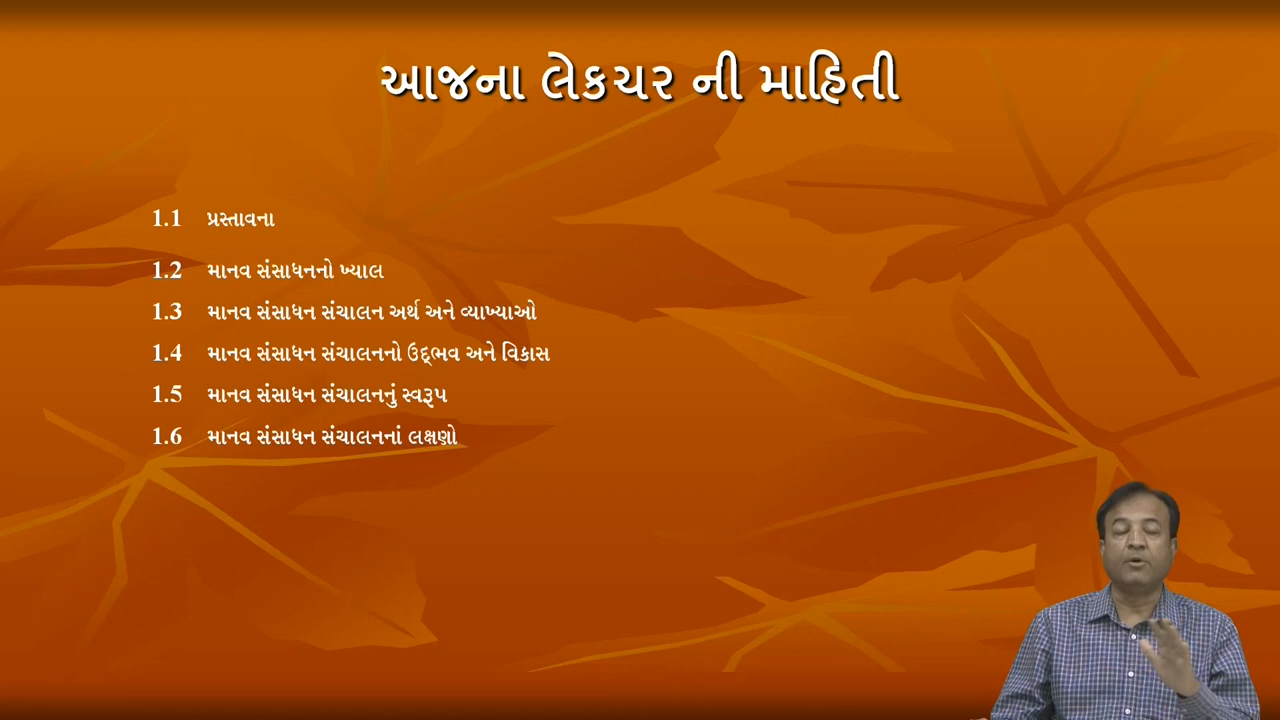 આજના લેકચર ની માહિતી
1.1 પ્રસ્તાવના
1.2 માનવ સંસાધનનો ખ્યાલ
1.3 માનવ સંસાધન સંચાલન અર્થ અને વ્યાખ્યાઓ
1.4 માનવ સંસાધન સંચાલનનો ઉદ્ભવ અને વિકાસ
1.5 માનવ સંસાધન સંચાલનનું સ્વરૂપ
1.6 માનવ સંસાધન સંચાલનનાં લક્ષણો